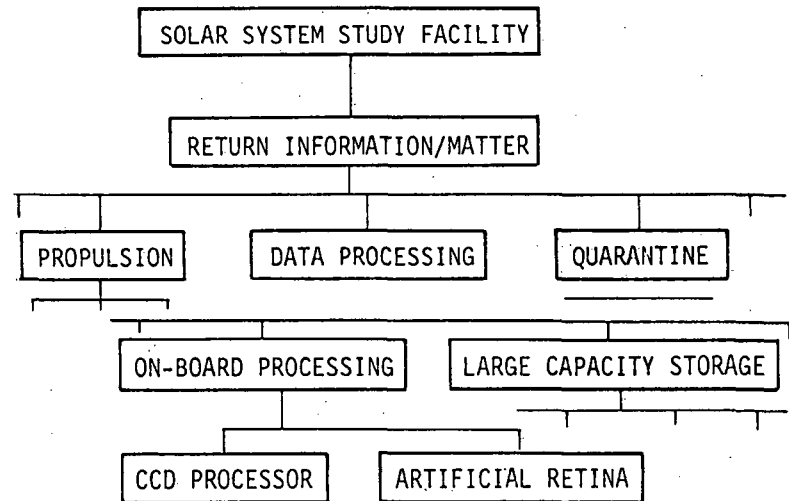 SOLAR SYSTEM STUDY FACILITY
RETURN INFORMATION/MATTER
PROPULSION
DATA PROCESSING
QUARANTINE
ON-BOARD PROCESSING
LARGE CAPACITY STORAGE
CCD PROCESSOR
ARTIFICIAL RETINA